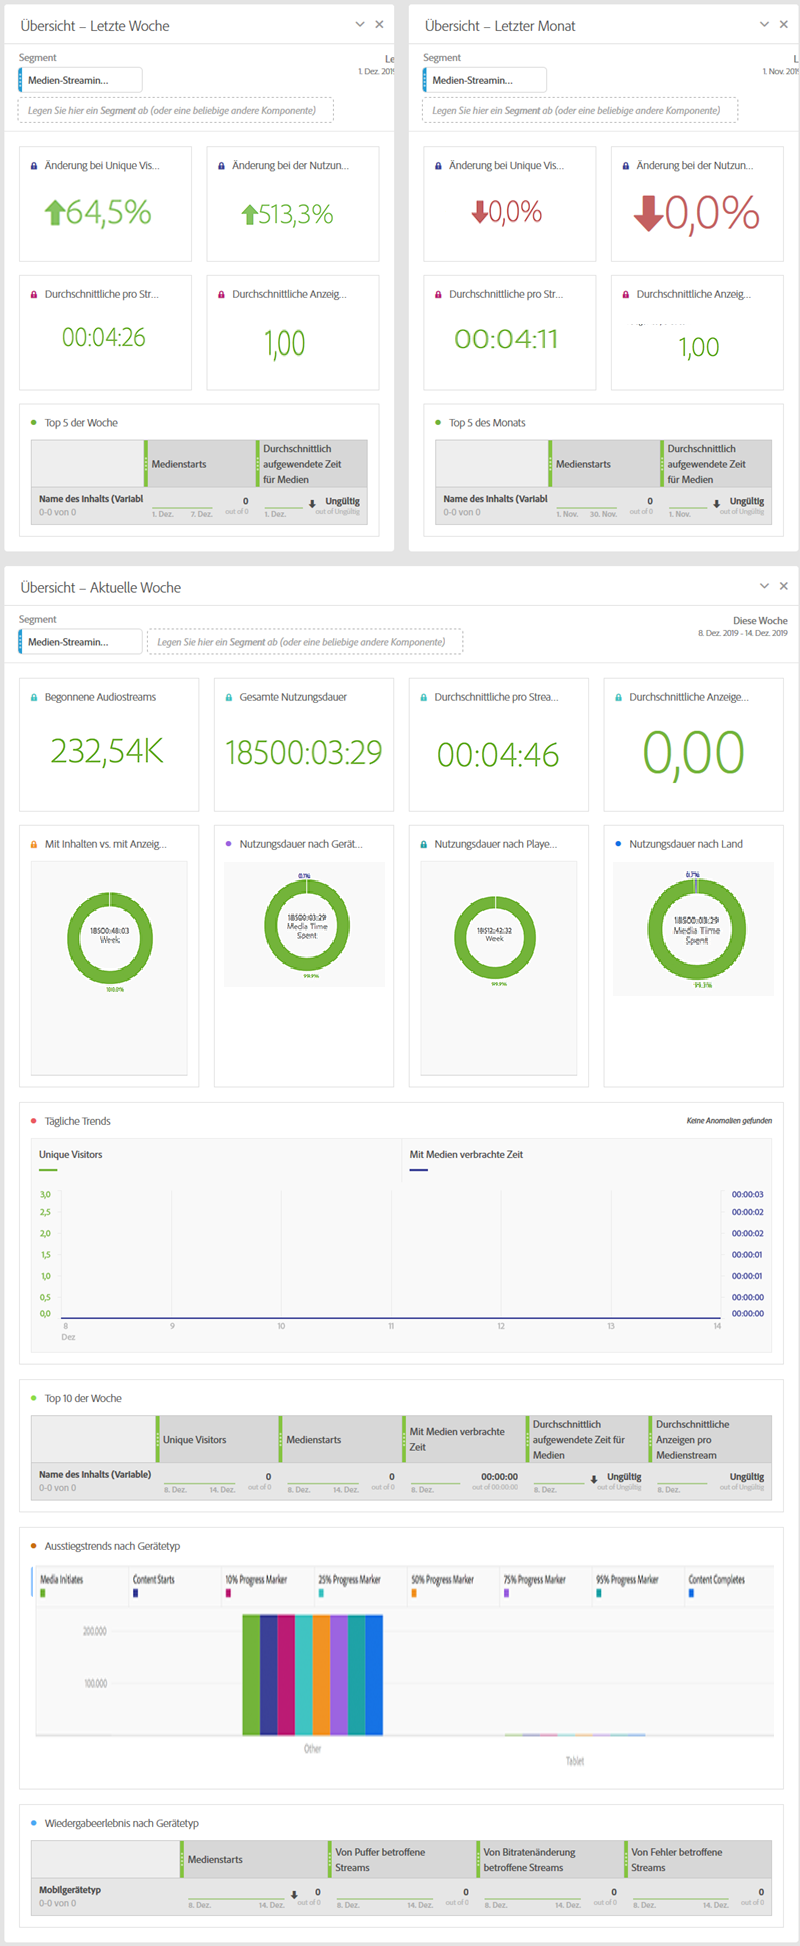 Übersicht – Letzte Woche
Segment
Le
1. Dez. 2019
Medien-Streamin...
Legen Sie hier ein Segment ab (oder eine beliebige andere Komponente)
Änderung bei Unique Vis...
64,5%
Änderung bei der Nutzun...
513,3%
Durchschnittliche pro Str...
00:04:26
Durchschnittliche Anzeig...
1,00
Top 5 der Woche
Medienstarts
Durchschnittlich
aufgewendete Zeit
für Medien
Name des Inhalts (Variabl
0-0 von 0
1. Dez. 7. Dez.
0
out of 0
1. Dez.
Ungültig
out of Ungültig
Übersicht – Letzter Monat
Segment
L
1. Nov. 2019
Medien-Streamin...
Legen Sie hier ein Segment ab (oder eine beliebige andere Komponente)
Änderung bei Unique Vis...
0,0%
Änderung bei der Nutzun...
0,0%
Durchschnittliche pro Str...
00:04:11
Durchschnittliche Anzeig...
1,00
Top 5 des Monats
Medienstarts
Durchschnittlich
aufgewendete Zeit
für Medien
Name des Inhalts (Variabl
0-0 von 0
1. Nov. 30. Nov.
0
out of 0
1. Nov.
Ungültig
out of Ungültig
Übersicht – Aktuelle Woche
Segment
Diese Woche
8. Dez. 2019 - 14. Dez. 2019
Medien-Streamin...
Legen Sie hier ein Segment ab (oder eine beliebige andere Komponente)
Begonnene Audiostreams
232,54K
Gesamte Nutzungsdauer
18500:03:29
Durchschnittliche pro Strea...
00:04:46
Durchschnittliche Anzeige...
0,00
Mit Inhalten vs. mit Anzeig...
18500:48:03
Week
100.0%
Nutzungsdauer nach Gerät...
0.1%
18500:03:29
Media Time
Spent
99.9%
Nutzungsdauer nach Playe...
18512:42:32
Week
99.9%
Nutzungsdauer nach Land
0.7%
18500:03:29
Media Time
Spent
99.3%
Tägliche Trends
Keine Anomalien gefunden
Unique Visitors
Mit Medien verbrachte Zeit
3,0 00:00:03
2,5 00:00:02
2,0 00:00:02
1,5 00:00:01
1,0 00:00:01
0,5 00:00:00
0,0 00:00:00
8 9 10 11 12 13 14
Dez
Top 10 der Woche
Unique Visitors
Medienstarts
Mit Medien verbrachte
Zeit
Durchschnittlich
aufgewendete Zeit für
Medien
Durchschnittliche
Anzeigen pro
Medienstream
Name des Inhalts (Variable)
0-0 von 0
8. Dez. 14. Dez.
0
out of 0
8. Dez. 14. Dez.
0
out of 0
8. Dez.
00:00:00
out of 00:00:00
8. Dez.
Ungültig
out of Ungültig
8. Dez.
Ungültig
out of Ungültig
Ausstiegstrends nach Gerätetyp
Media Initiates Content Starts 10% Progress Marker 25% Progress Marker 50% Progress Marker 75% Progress Marker 95% Progress Marker Content Completes
200.000
100.000
Other
Tablet
Wiedergabeerlebnis nach Gerätetyp
Medienstarts
Von Puffer betroffene
Streams
Von Bitratenänderung
betroffene Streams
Von Fehler betroffene
Streams
Mobilgerätetyp
0-0 von 0
8. Dez. 14. Dez.
0
out of 0
8. Dez. 14. Dez.
0
out of 0
8. Dez. 14. Dez.
0
out of 0
8. Dez. 14. Dez.
0
out of 0